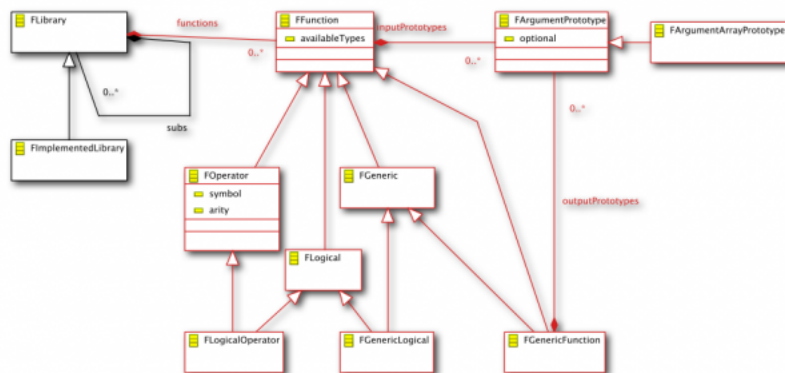 FLibrary
functions
FFunction
availableTypes
inputPrototypes
FArgumentPrototype
optional
FArgumentArrayPrototype
0..*
0..*
0..*
subs
0..*
FImplementedLibrary
FOperator
symbol
arity
FGeneric
outputPrototypes
FLogical
FLogicalOperator
FGenericLogical
FGenericFunction